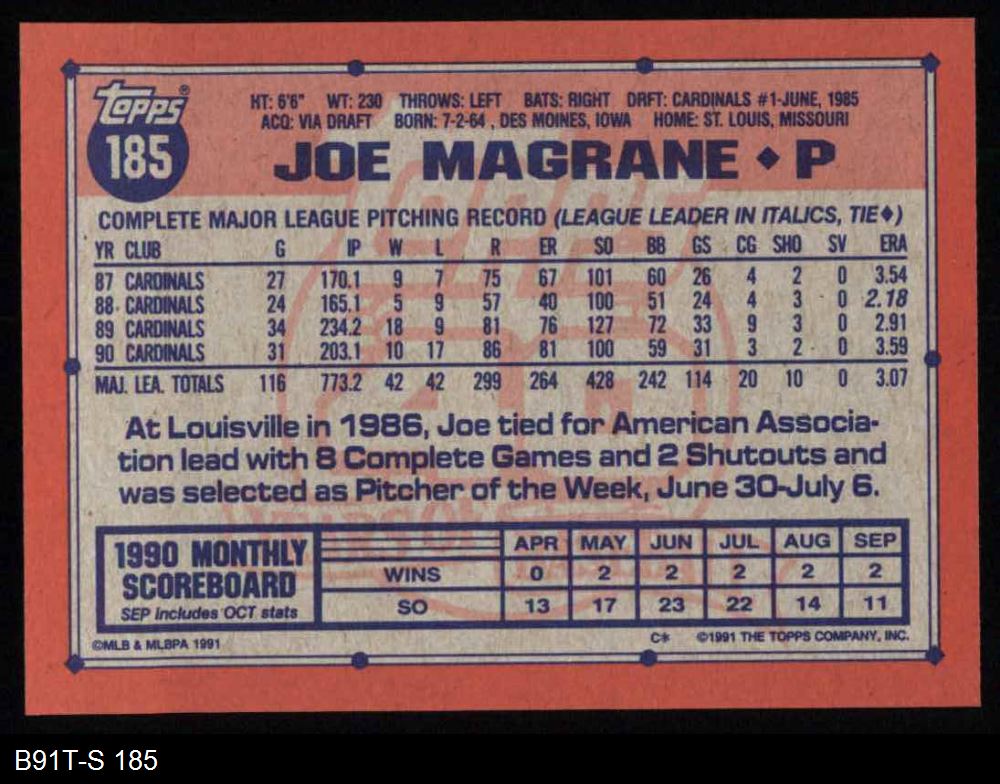 TOPPS®
185
HT: 6'6" WT: 230 THROWS: LEFT BATS: RIGHT DRFT: CARDINALS #1-JUNE, 1985
ACQ: VIA DRAFT BORN: 7-2-64, DES MOINES, IOWA HOME: ST. LOUIS, MISSOURI
JOE MAGRANE ◆ P
COMPLETE MAJOR LEAGUE PITCHING RECORD (LEAGUE LEADER IN ITALICS, TIE◆)
YR CLUB G IP W L R ER SO BB GS CG SHO SV ERA
87 CARDINALS 27 170.1 9 7 75 67 101 60 26 4 2 0 3.54
88 CARDINALS 24 165.1 5 9 57 40 100 51 24 4 3 0 2.18
89 CARDINALS 34 234.2 18 9 81 76 127 72 33 9 3 0 2.91
90 CARDINALS 31 203.1 10 17 86 81 100 59 31 3 2 0 3.59
MAJ. LEA. TOTALS 116 773.2 42 42 299 264 428 242 114 20 10 0 3.07
At Louisville in 1986, Joe tied for American Associa-
tion lead with 8 Complete Games and 2 Shutouts and
was selected as Pitcher of the Week, June 30-July 6.
1990 MONTHLY
SCOREBOARD
SEP Includes OCT stats
APR MAY JUN JUL AUG SEP
WINS 0 2 2 2 2 2
SO 13 17 23 22 14 11
©MLB & MLBPA 1991
C* ©1991 THE TOPPS COMPANY, INC.
B91T-S 185